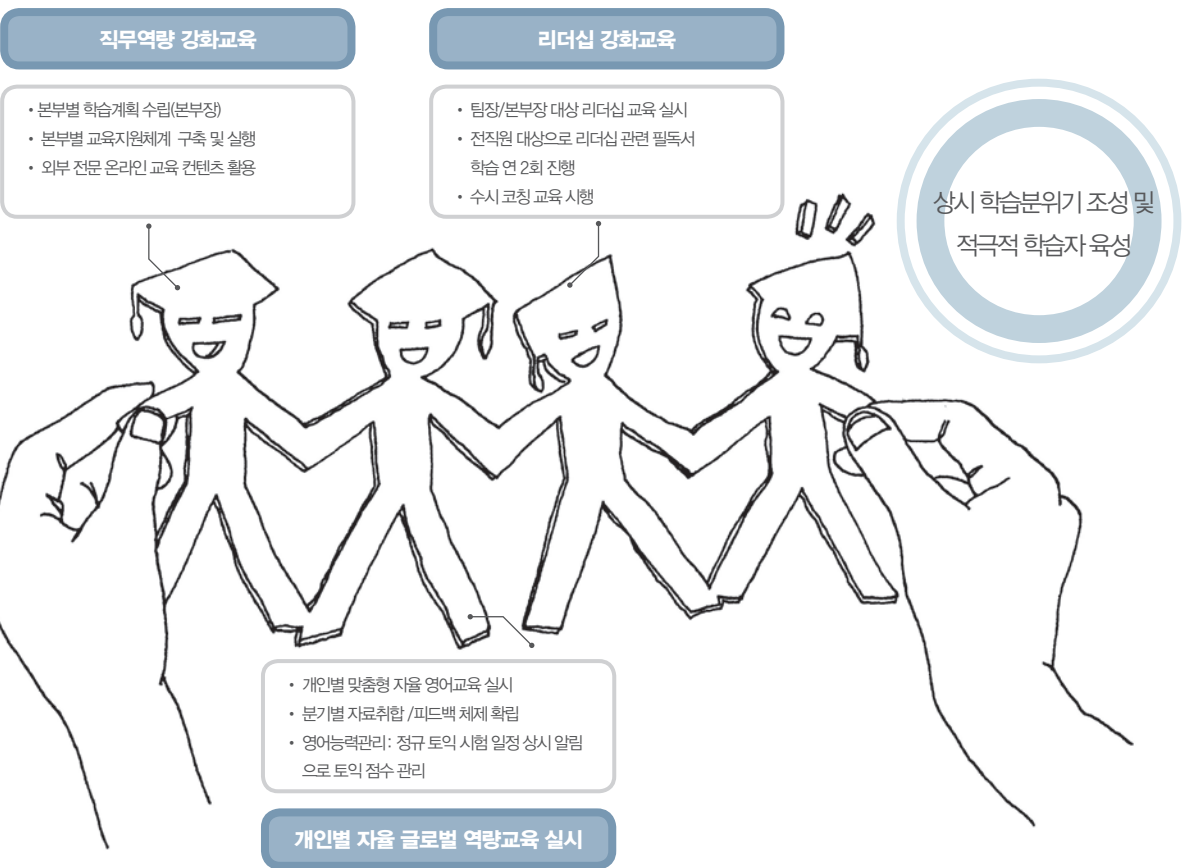 직무역량 강화교육
• 본부별 학습계획 수립(본부장)
• 본부별 교육지원체계 구축 및 실행
• 외부 전문 온라인 교육 컨텐츠 활용
리더십 강화교육
• 팀장/본부장 대상 리더십 교육 실시
• 전직원 대상으로 리더십 관련 필독서
학습 연 2회 진행
• 수시 코칭 교육 시행
상시 학습분위기 조성 및
적극적 학습자 육성
• 개인별 맞춤형 자율 영어교육 실시
• 분기별 자료취합 /피드백 체제 확립
• 영어능력관리: 정규 토익 시험 일정 상시 알림
으로 토익 점수 관리
개인별 자율 글로벌 역량교육 실시